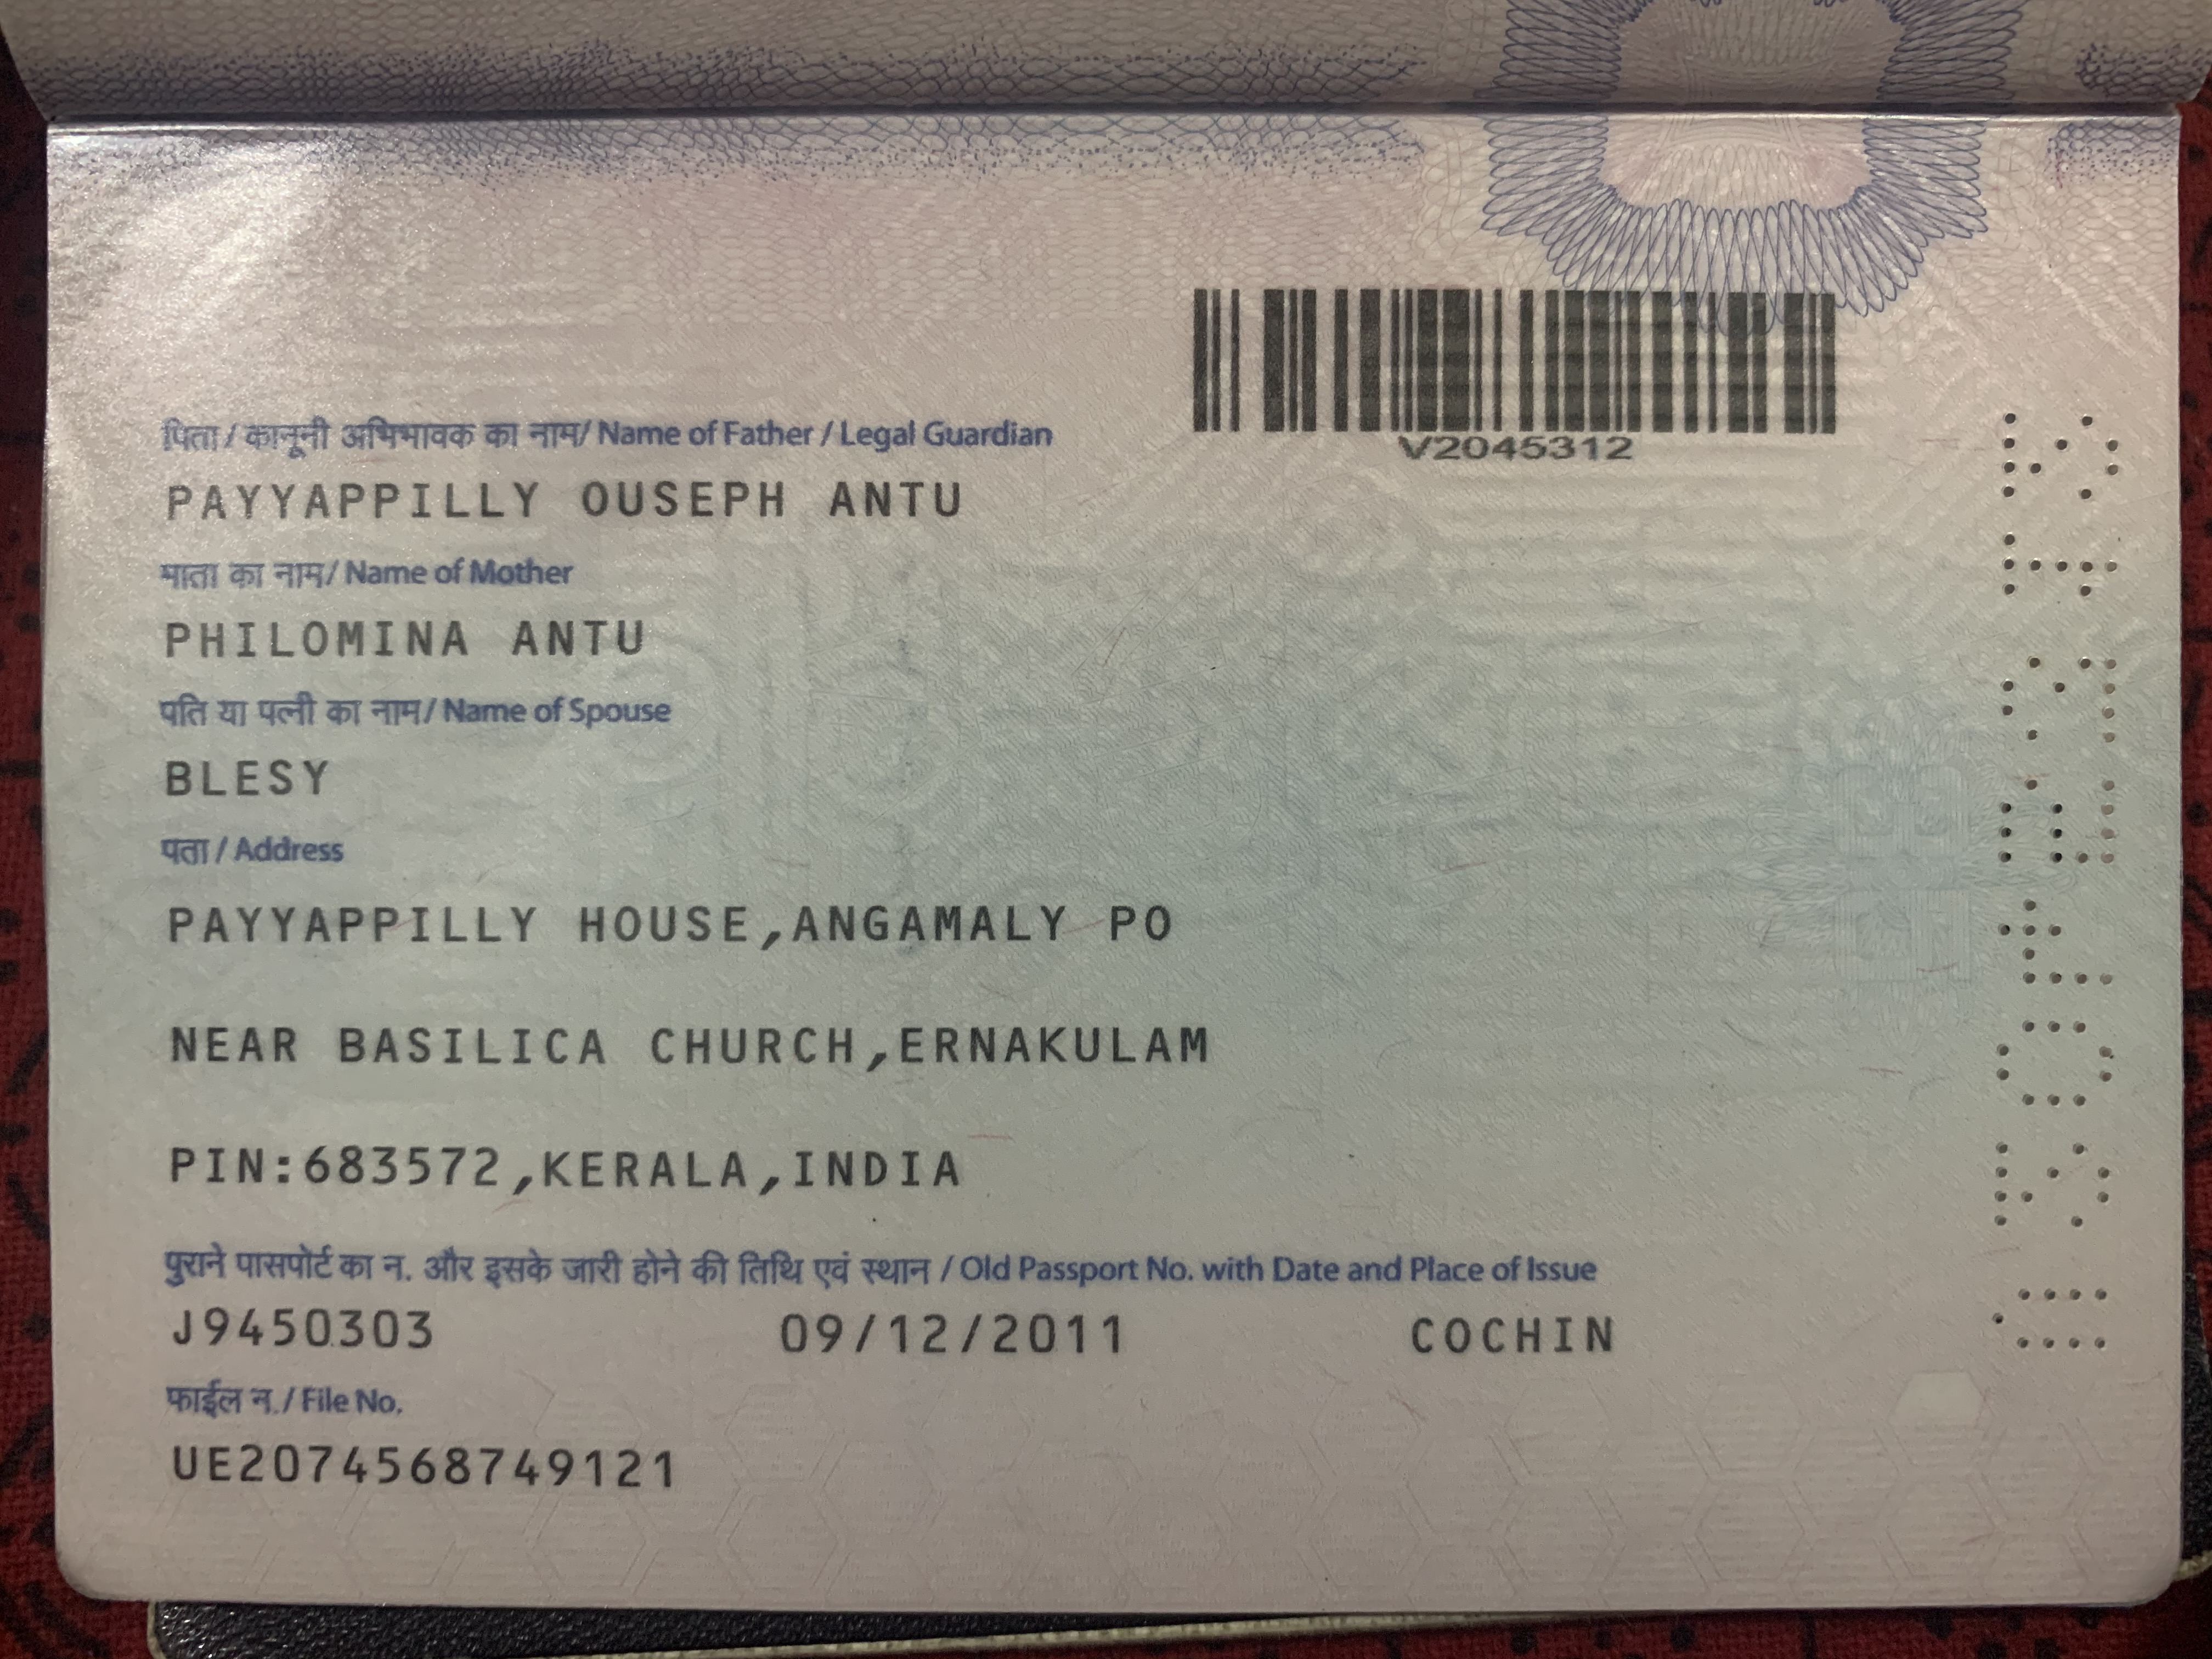 V2045312
पिता / कानूनी अभिभावक का नाम/ Name of Father / Legal Guardian
PAYYAPPILLY OUSEPH ANTU
माता का नाम/ Name of Mother
PHILOMINA ANTU
पति या पत्नी का नाम/ Name of Spouse
BLESY
पता / Address
PAYYAPPILLY HOUSE,ANGAMALY PO
NEAR BASILICA CHURCH,ERNAKULAM
PIN:683572,KERALA,INDIA
पुराने पासपोर्ट का न. और इसके जारी होने की तिथि एवं स्थान / Old Passport No. with Date and Place of Issue
J9450303 09/12/2011 COCHIN
फाईल न. / File No.
UE2074568749121